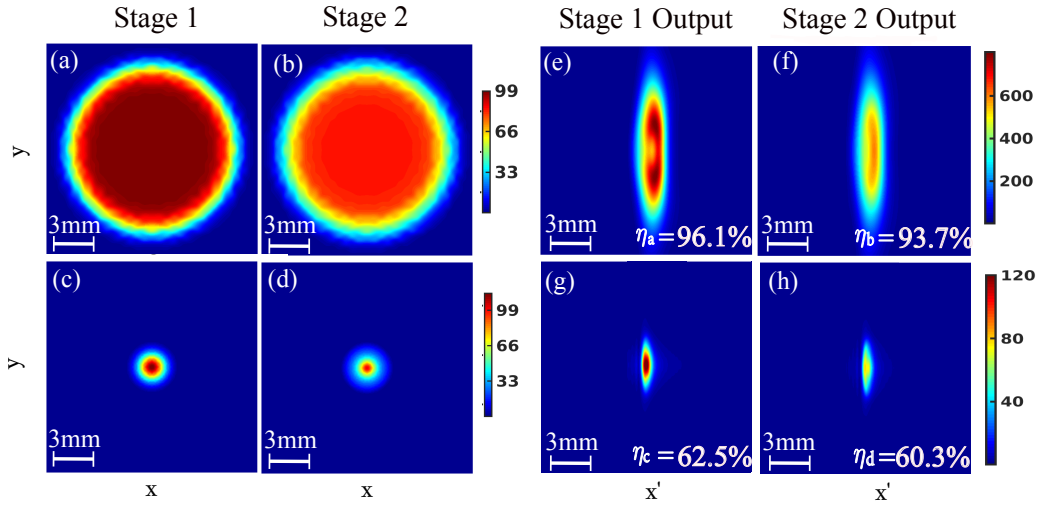 Stage 1 Stage 2 Stage 1 Output Stage 2 Output
(a) (b) (e) (f)
99
66
33
600
400
200
y
3mm 3mm 3mm 3mm
ηa=96.1% ηb=93.7%
(c) (d) (g) (h)
99
66
33
120
80
40
y
3mm 3mm 3mm 3mm
ηc=62.5% ηd=60.3%
x x x' x'